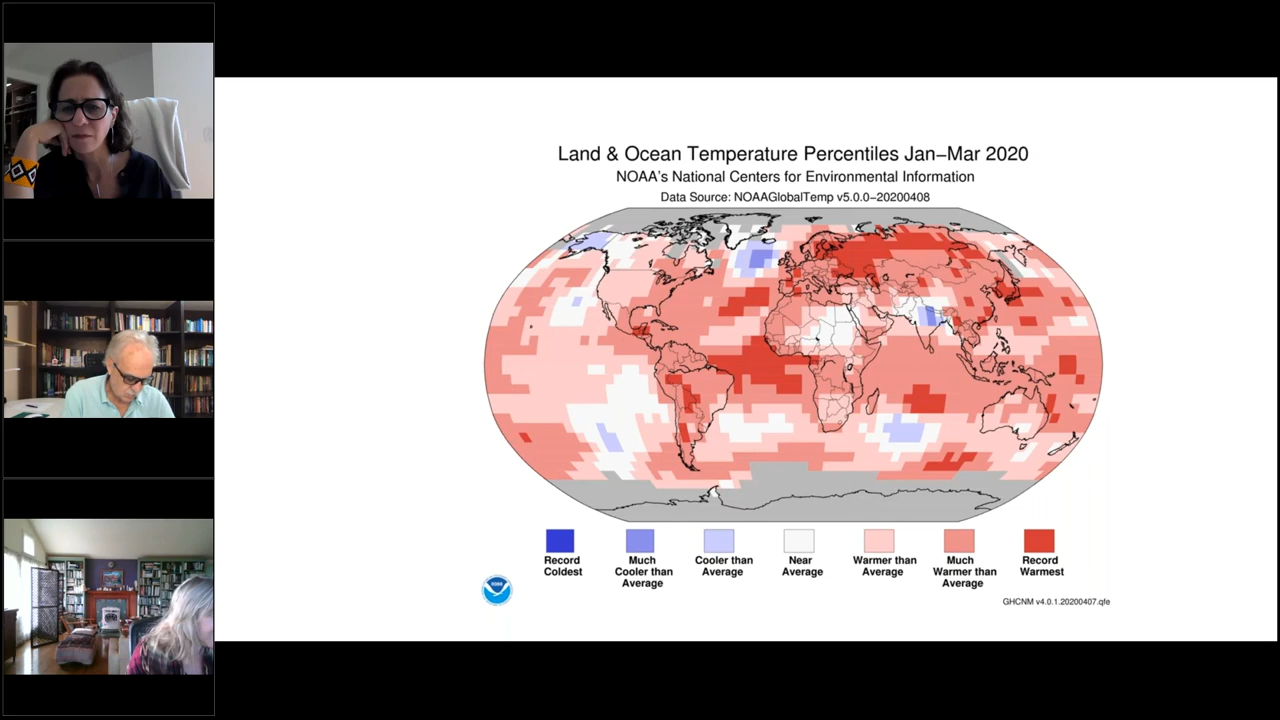 Land & Ocean Temperature Percentiles Jan–Mar 2020
NOAA's National Centers for Environmental Information
Data Source: NOAAGlobalTemp v5.0.0–20200408
Record
Coldest
Much
Cooler than
Average
Cooler than
Average
Near
Average
Warmer than
Average
Much
Warmer than
Average
Record
Warmest
GHCNM v4.0.1.20200407.qfe